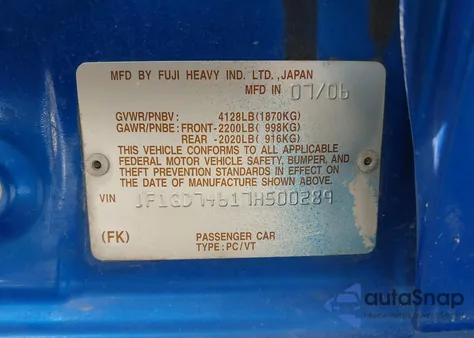 MFD BY FUJI HEAVY IND. LTD.,JAPAN
MFD IN 07/06
GVWR/PNBV: 4128LB(1870KG)
GAWR/PNBE: FRONT-2200LB( 998KG)
REAR -2020LB( 916KG)
THIS VEHICLE CONFORMS TO ALL APPLICABLE
FEDERAL MOTOR VEHICLE SAFETY, BUMPER, AND
THEFT PREVENTION STANDARDS IN EFFECT ON
THE DATE OF MANUFACTURE SHOWN ABOVE.
VIN JF1GD74617H500289
(FK) PASSENGER CAR
TYPE:PC/VT
autoSnap